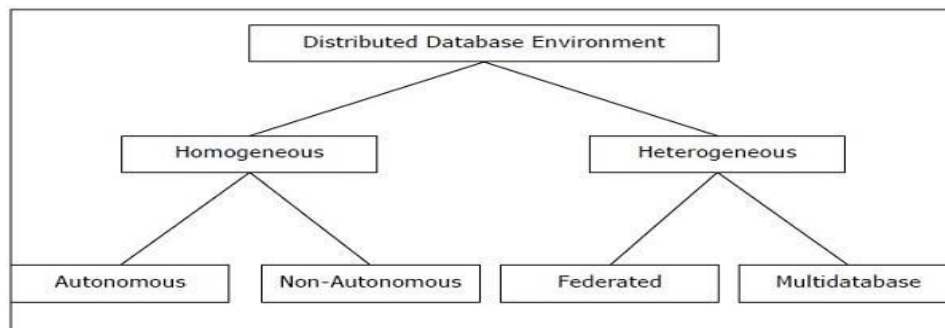 Distributed Database Environment
Homogeneous
Heterogeneous
Autonomous
Non-Autonomous
Federated
Multidatabase